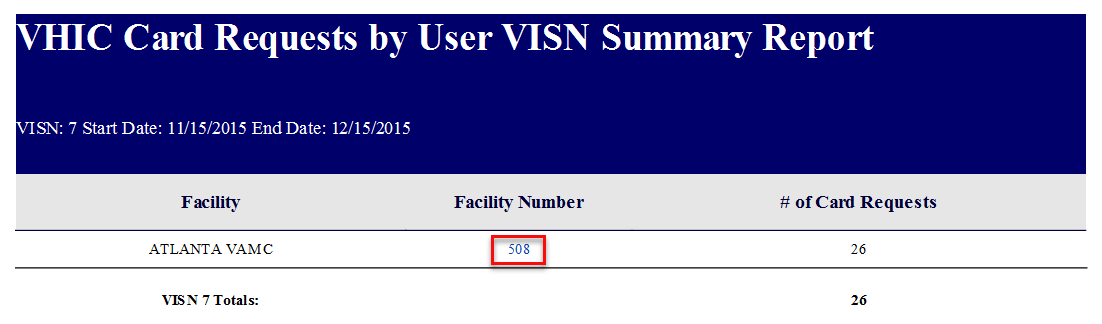 VHIC Card Requests by User VISN Summary Report
VISN: 7 Start Date: 11/15/2015 End Date: 12/15/2015
Facility Facility Number # of Card Requests
ATLANTA VAMC 508 26
VISN 7 Totals: 26